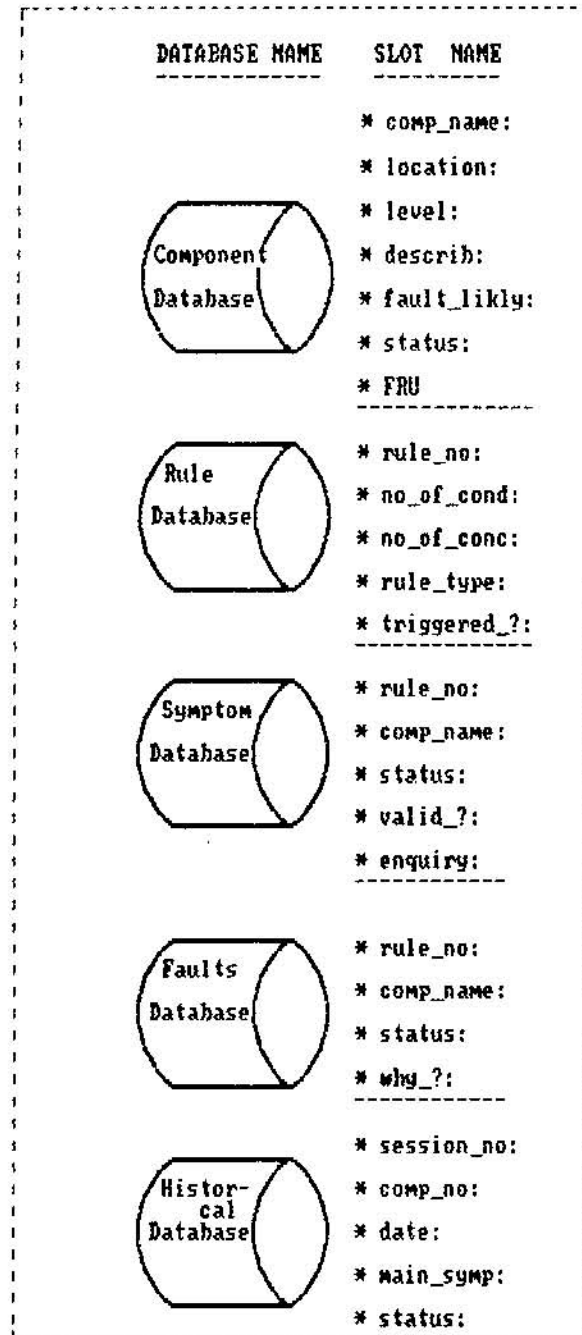 DATABASE NAME SLOT NAME
* comp_name:
* location:
* level:
Component
Database
* describ:
* fault_likly:
* status:
* FRU
Rule
Database
* rule_no:
* no_of_cond:
* no_of_conc:
* rule_type:
* triggered_?:
Symptom
Database
* rule_no:
* comp_name:
* status:
* valid_?:
* enquiry:
Faults
Database
* rule_no:
* comp_name:
* status:
* why_?:
Histor-
cal
Database
* session_no:
* comp_no:
* date:
* main_symp:
* status: